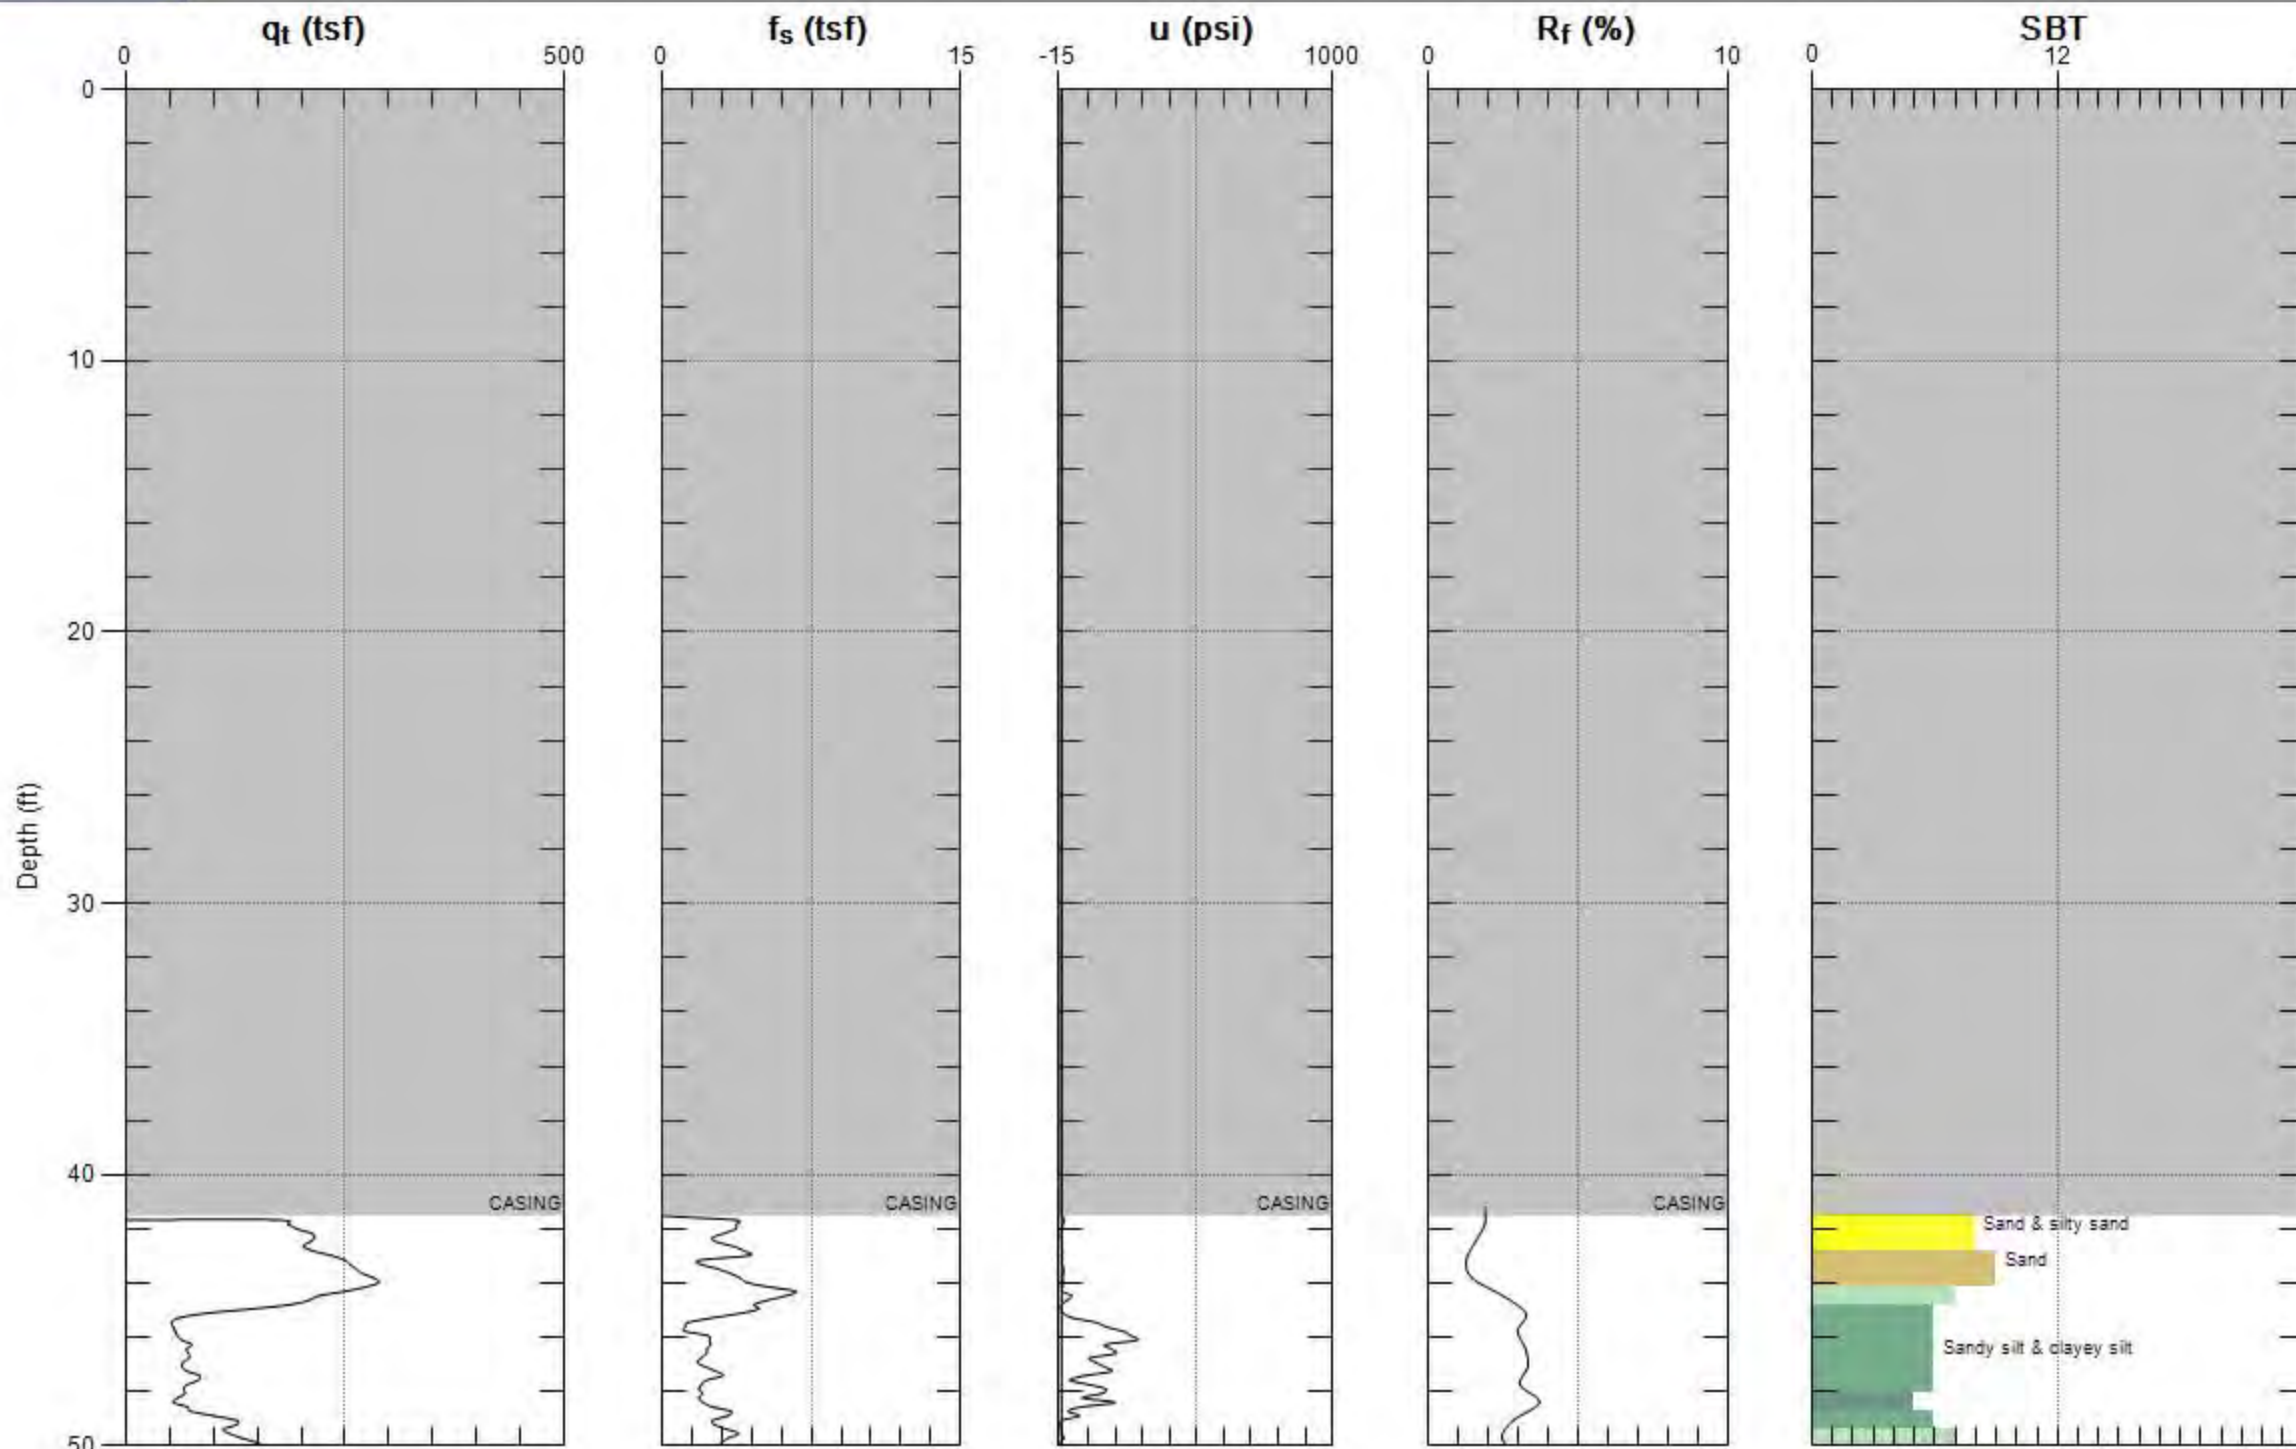 qt (tsf) fs (tsf) u (psi) Rf (%) SBT
0 500 0 15 -15 1000 0 10 0 12
0
10
20
Depth (ft)
30
40
CASING CASING CASING CASING
Sand & silty sand
Sand
Sandy silt & clayey silt
50